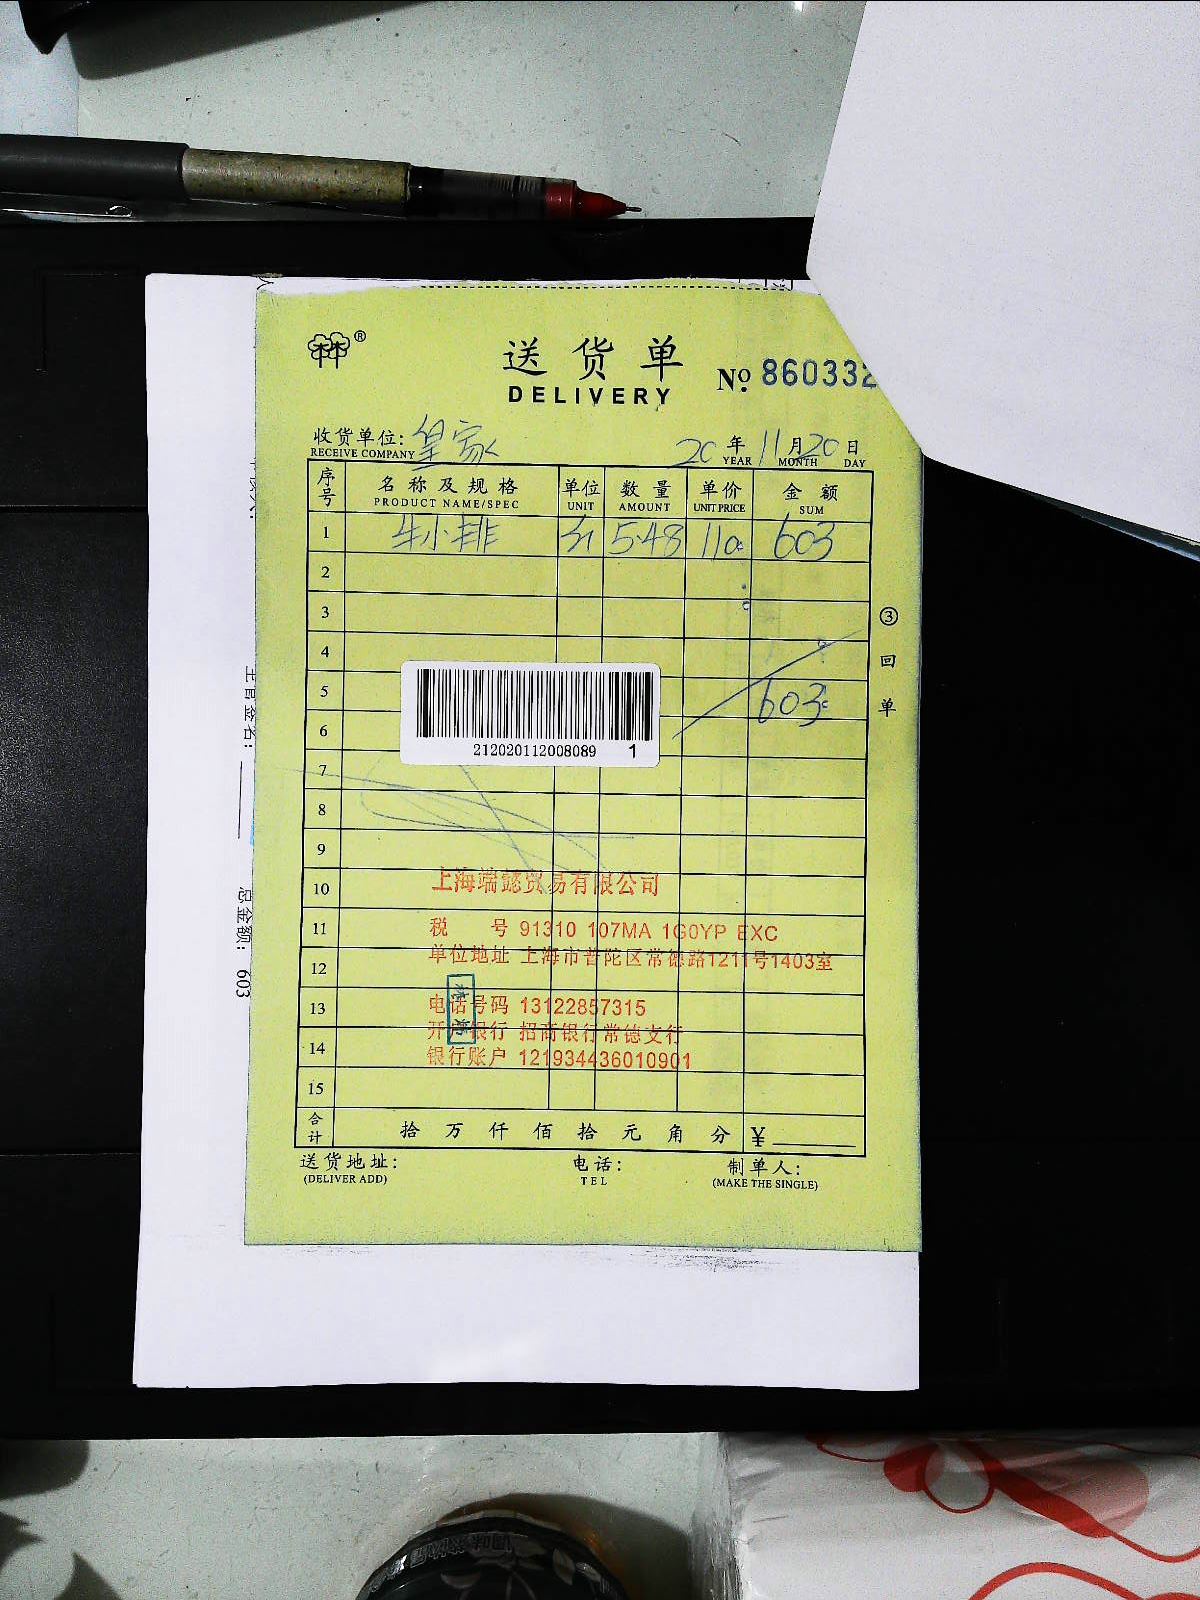 ®
送货单
DELIVERY
№ 860332
收货单位: 皇家
RECEIVE COMPANY
20 年 11 月 20 日
YEAR MONTH DAY
序号 名称及规格 单位 数量 单价 金额
PRODUCT NAME/SPEC UNIT AMOUNT UNIT PRICE SUM
1 牛小排 5.48 110 603
2
3
4
5 603
6
7
8
9
10
11
12
13
14
15
212020112008089 1
上海端懿贸易有限公司
税 号 91310 107MA 1G0YP EXC
单位地址 上海市普陀区常德路1211号1403室
电话号码 13122857315
开户银行 招商银行常德支行
银行账户 121934436010901
合计 拾万仟佰拾元角分 ¥
送货地址: 电话: 制单人:
(DELIVER ADD) TEL (MAKE THE SINGLE)
③回单
主管签名:
总金额: 603